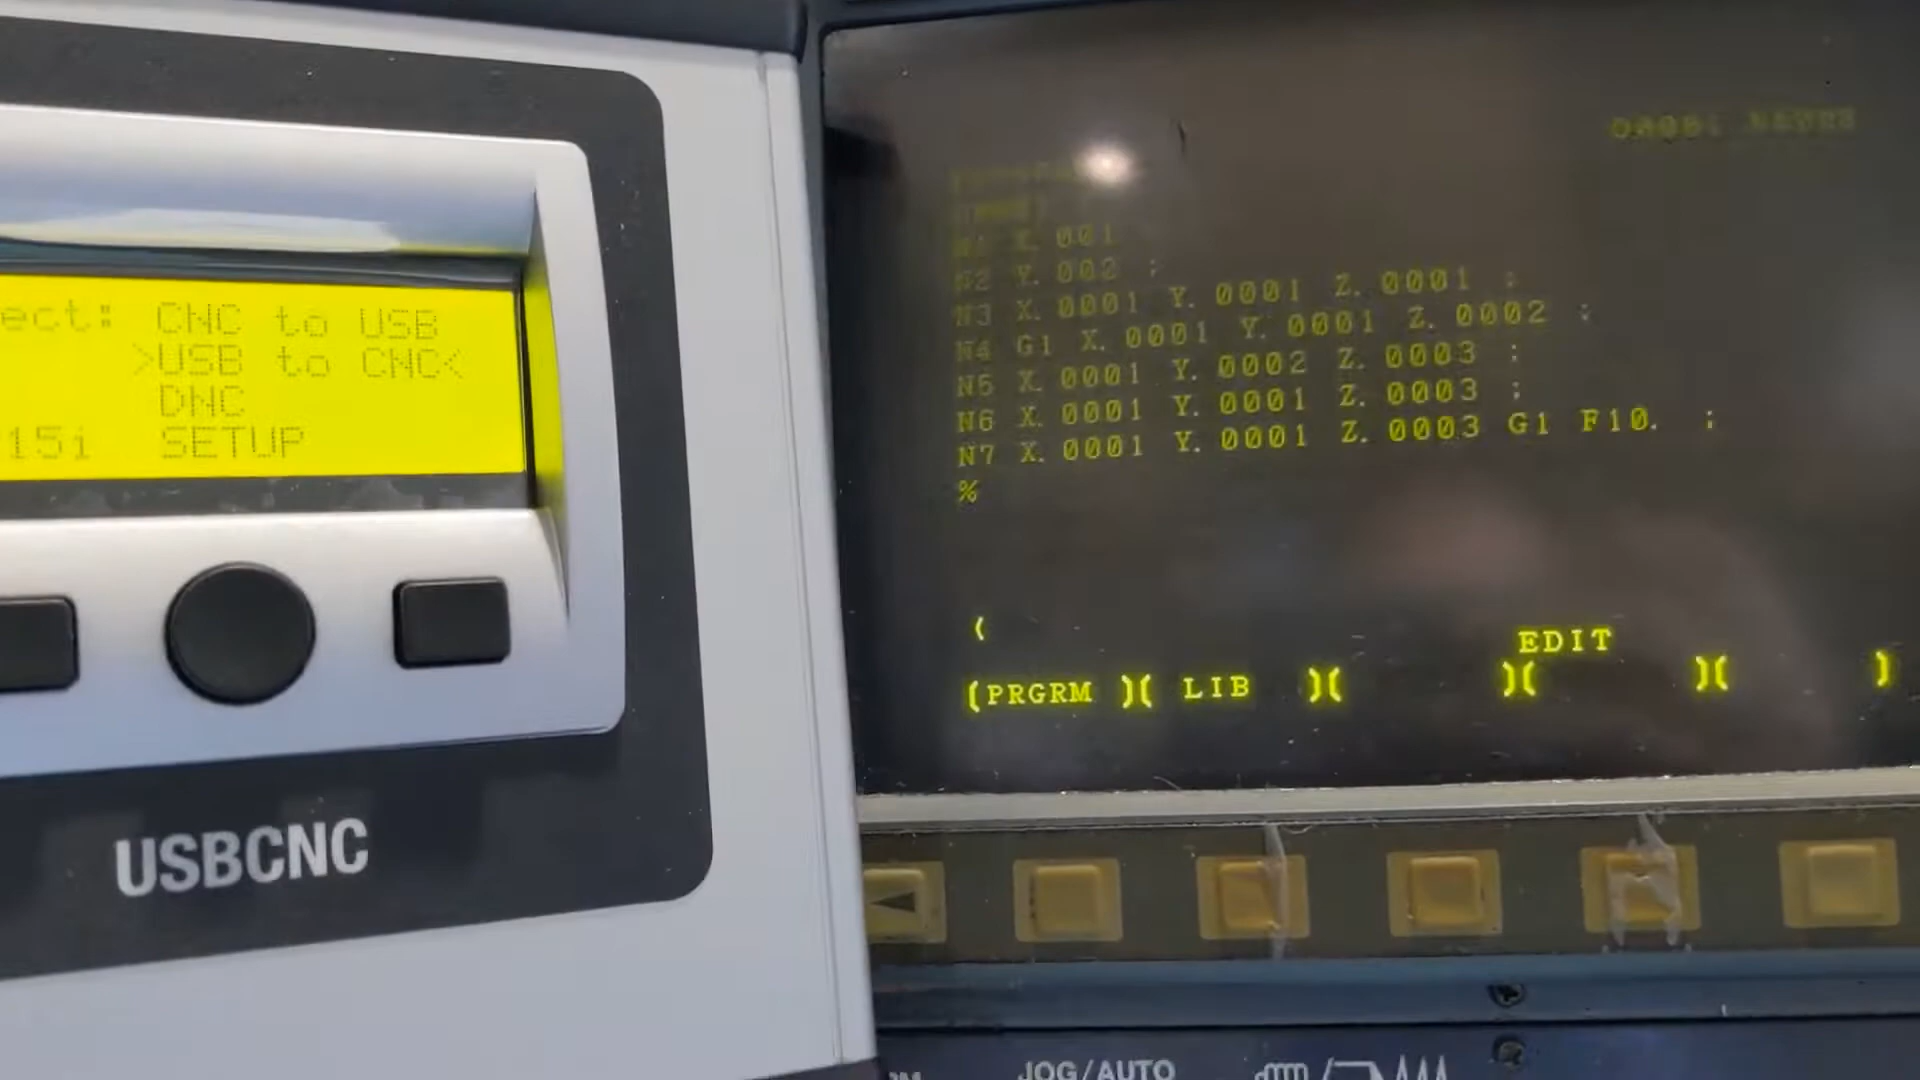 ect: CNC to USB
>USB to CNC<
DNC
15i SETUP
USBCNC
N1 X.001
N2 Y.002 ;
N3 X.0001 Y.0001 Z.0001 ;
N4 G1 X.0001 Y.0001 Z.0002 ;
N5 X.0001 Y.0002 Z.0003 ;
N6 X.0001 Y.0001 Z.0003 ;
N7 X.0001 Y.0001 Z.0003 G1 F10. ;
%
(
EDIT
(PRGRM )( LIB )( )( )( )
JOG/AUTO